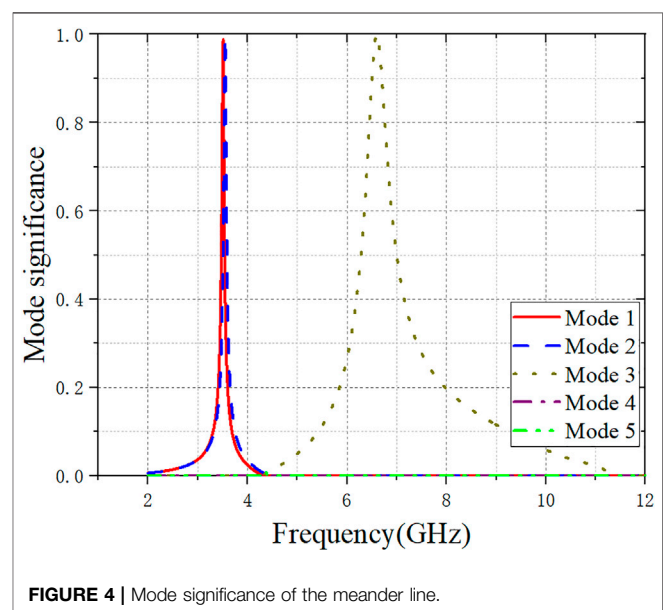 1.0
0.8
0.6
0.4
0.2
0.0
Mode significance
Mode 1
Mode 2
Mode 3
Mode 4
Mode 5
2 4 6 8 10 12
Frequency(GHz)
FIGURE 4 | Mode significance of the meander line.